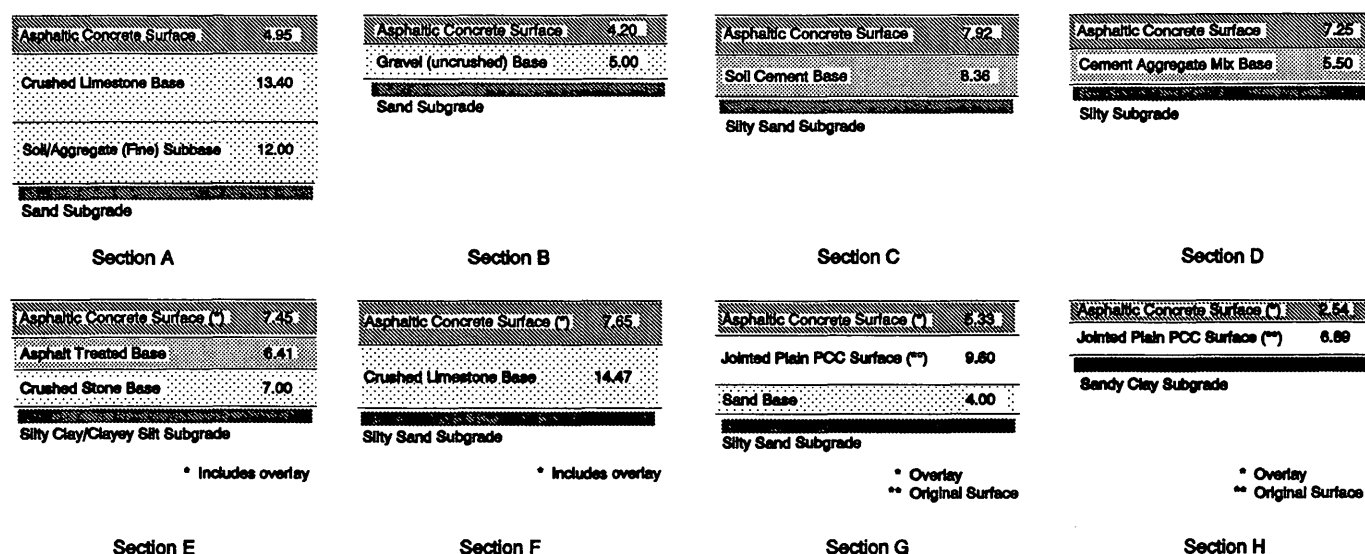 Asphaltic Concrete Surface 4.95
Crushed Limestone Base 13.40
Soil/Aggregate (Fine) Subbase 12.00
Sand Subgrade
Section A
Asphaltic Concrete Surface 4.20
Gravel (uncrushed) Base 5.00
Sand Subgrade
Section B
Asphaltic Concrete Surface 7.92
Soil Cement Base 8.36
Silty Sand Subgrade
Section C
Asphaltic Concrete Surface 7.25
Cement Aggregate Mix Base 5.50
Silty Subgrade
Section D
Asphaltic Concrete Surface (*) 7.45
Asphalt Treated Base 6.41
Crushed Stone Base 7.00
Silty Clay/Clayey Silt Subgrade
* Includes overlay
Section E
Asphaltic Concrete Surface (*) 7.65
Crushed Limestone Base 14.47
Silty Sand Subgrade
* Includes overlay
Section F
Asphaltic Concrete Surface (*) 5.33
Jointed Plain PCC Surface (**) 9.60
Sand Base 4.00
Silty Sand Subgrade
* Overlay
** Original Surface
Section G
Asphaltic Concrete Surface (*) 2.54
Jointed Plain PCC Surface (**) 6.89
Sandy Clay Subgrade
* Overlay
** Original Surface
Section H